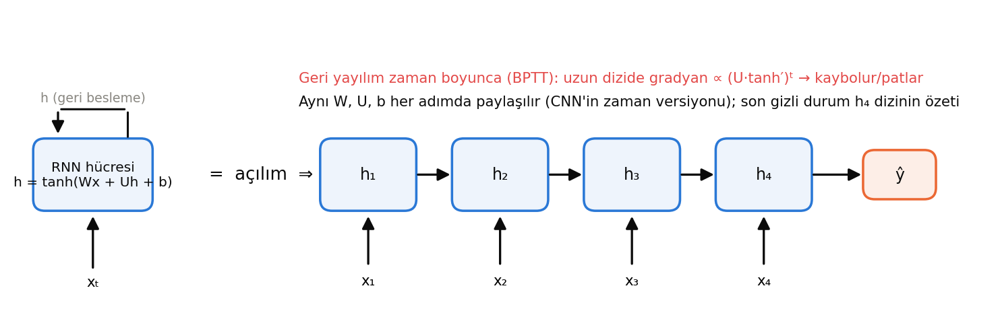 Geri yayılım zaman boyunca (BPTT): uzun dizide gradyan ∝ (U·tanh′)ᵗ → kaybolur/patlar
h (geri besleme)
Aynı W, U, b her adımda paylaşılır (CNN'in zaman versiyonu); son gizli durum h₄ dizinin özeti
RNN hücresi
h = tanh(Wx + Uh + b)
= açılım ⇒
h₁
h₂
h₃
h₄
ŷ
xₜ
x₁
x₂
x₃
x₄